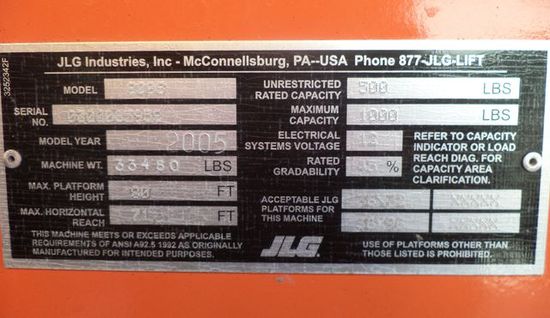 JLG Industries, Inc - McConnellsburg, PA--USA Phone 877-JLG-LIFT
MODEL
SERIAL NO.
MODEL YEAR 2005
MACHINE WT. 33480 LBS
MAX. PLATFORM HEIGHT 80 FT
MAX. HORIZONTAL REACH FT
THIS MACHINE MEETS OR EXCEEDS APPLICABLE
REQUIREMENTS OF ANSI A92.5 1992 AS ORIGINALLY
MANUFACTURED FOR INTENDED PURPOSES.
UNRESTRICTED RATED CAPACITY 500 LBS
MAXIMUM CAPACITY 1000 LBS
ELECTRICAL SYSTEMS VOLTAGE 12
RATED GRADABILITY 45 %
REFER TO CAPACITY
INDICATOR OR LOAD
REACH DIAG. FOR
CAPACITY AREA
CLARIFICATION.
ACCEPTABLE JLG
PLATFORMS FOR
THIS MACHINE
JLG
USE OF PLATFORMS OTHER THAN
THOSE LISTED IS PROHIBITED.
3252342F